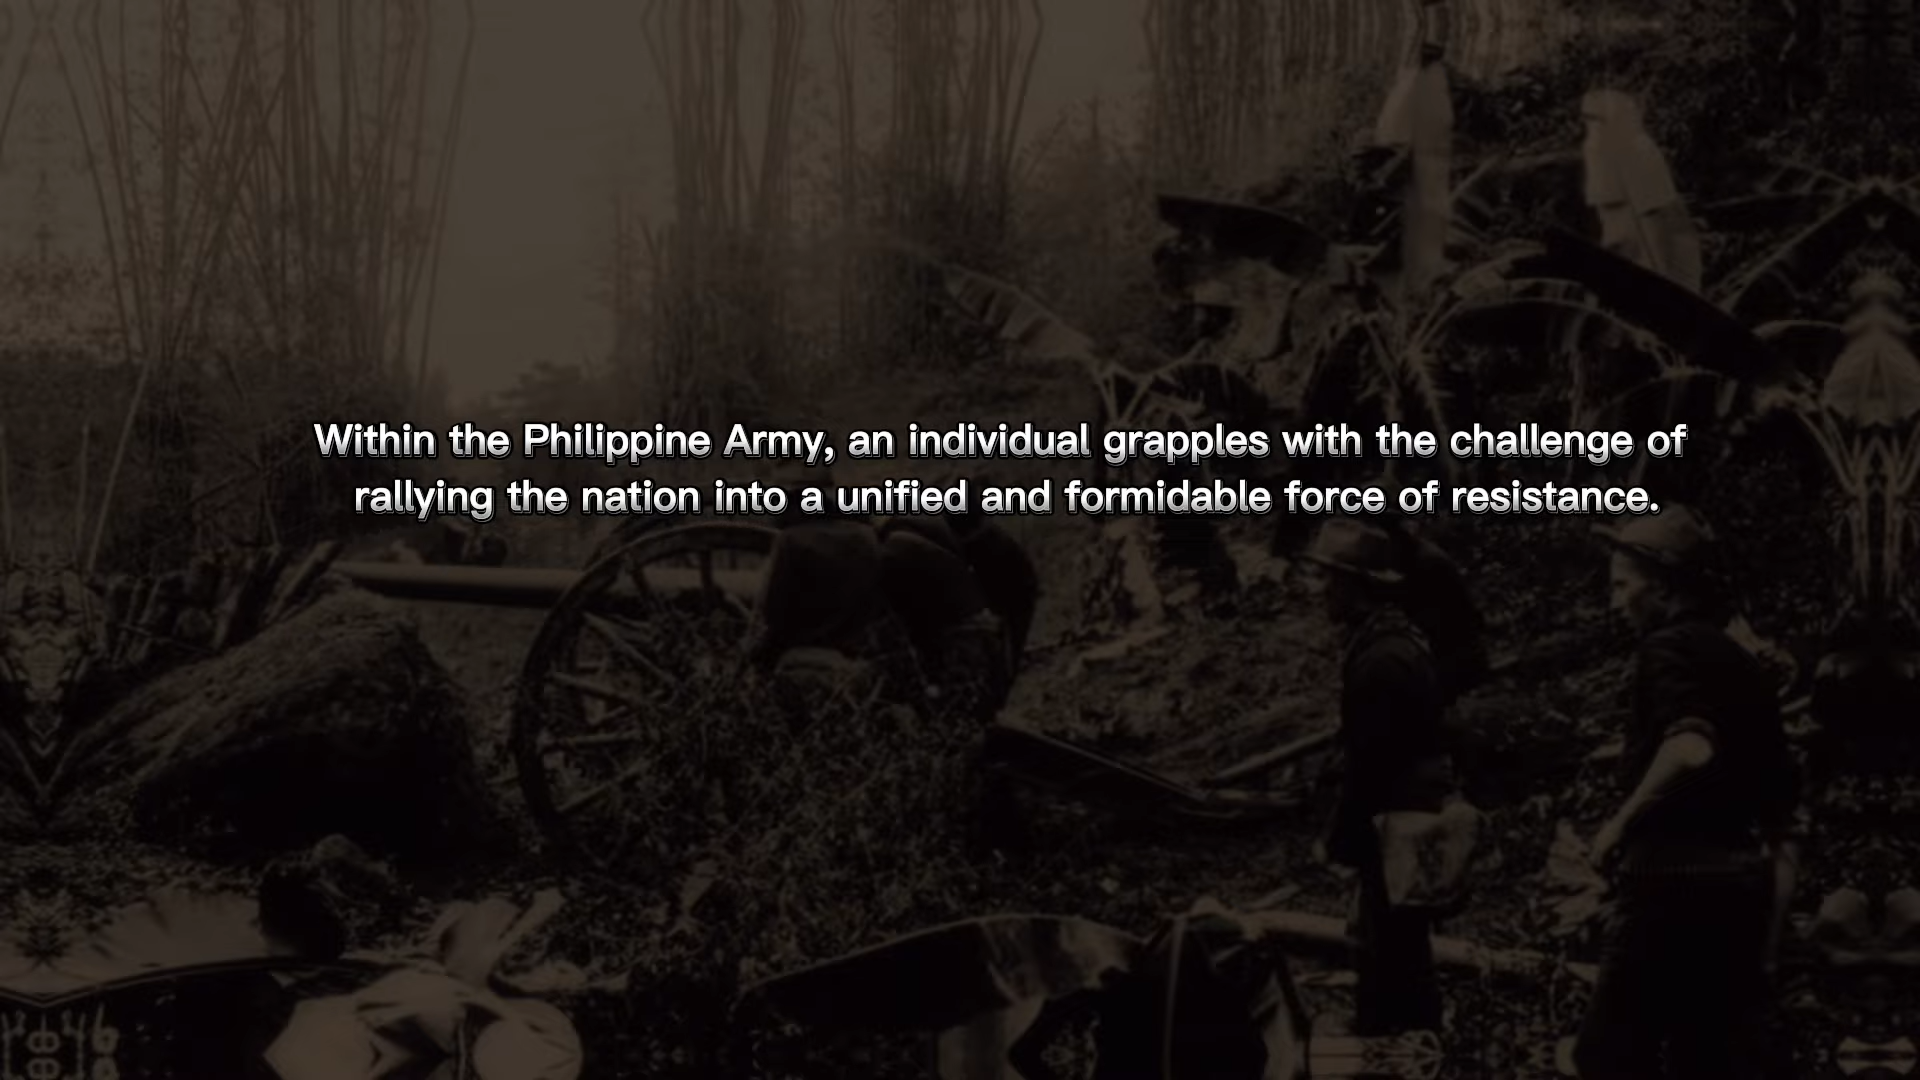 Within the Philippine Army, an individual grapples with the challenge of
rallying the nation into a unified and formidable force of resistance.